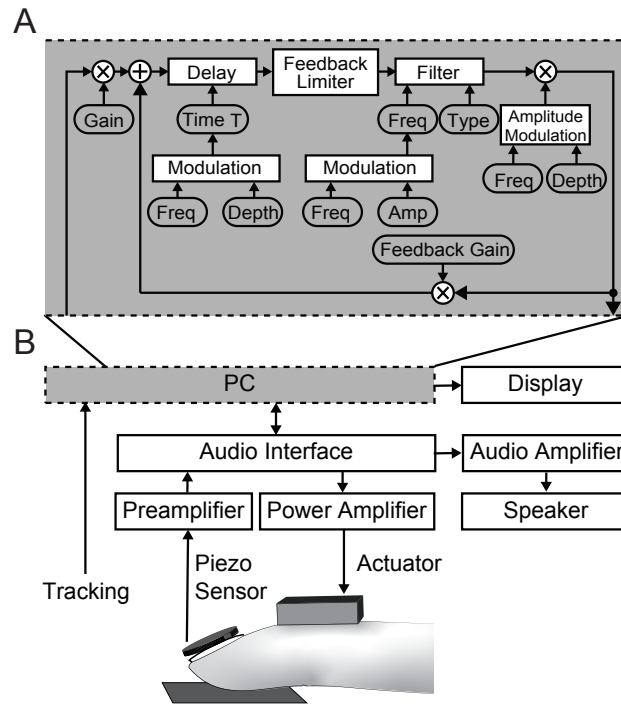 A
Delay
Feedback
Limiter
Filter
Gain
Time T
Freq
Type
Amplitude
Modulation
Modulation
Modulation
Freq
Depth
Freq
Depth
Freq
Amp
Feedback Gain
B
PC
Display
Audio Interface
Audio Amplifier
Preamplifier
Power Amplifier
Speaker
Tracking
Piezo
Sensor
Actuator